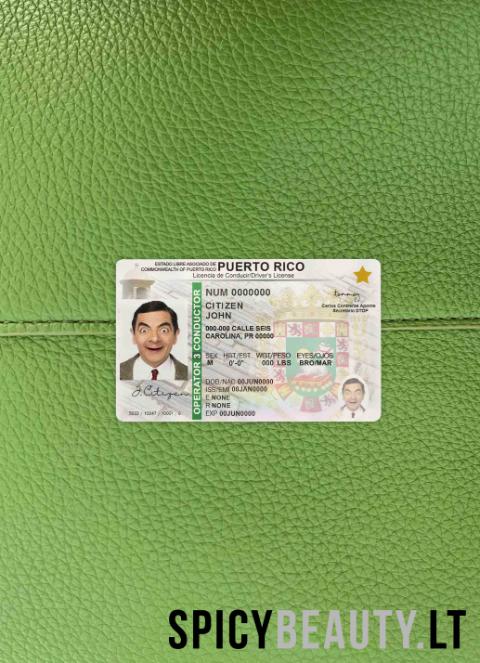 ESTADO LIBRE ASOCIADO DE
COMMONWEALTH OF PUERTO RICO
PUERTO RICO
Licencia de Conducir/Driver's License
NUM 0000000
CITIZEN
JOHN
Carlos Contreras Aponte
Secretario DTOP
000-000 CALLE SEIS
CAROLINA, PR 00000
SEX HGT/EST. WGT/PESO EYES/OJOS
M 0'-0" 000 LBS BRO/MAR
OPERATOR 3 CONDUCTOR
J. Citizen
DOB/NAC 00JUN0000
ISS/EMI 00JAN0000
E NONE
R NONE
EXP 00JUN0000
SPICYBEAUTY.LT